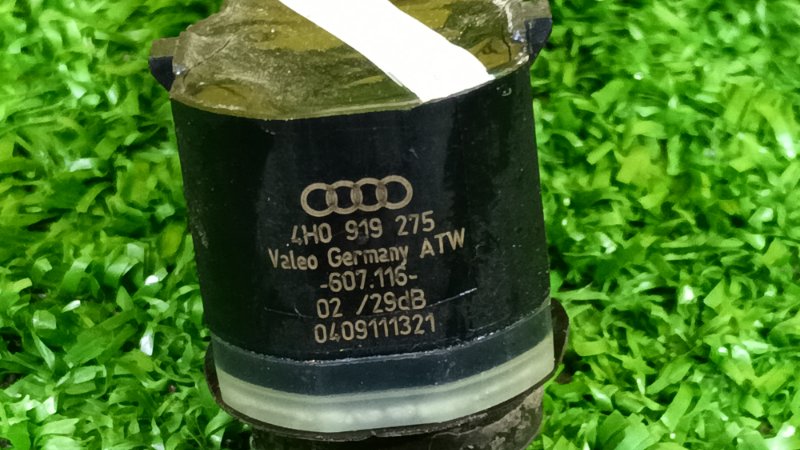 4H0 919 275
Valeo Germany ATW
-607.116-
02 /29dB
0409111321